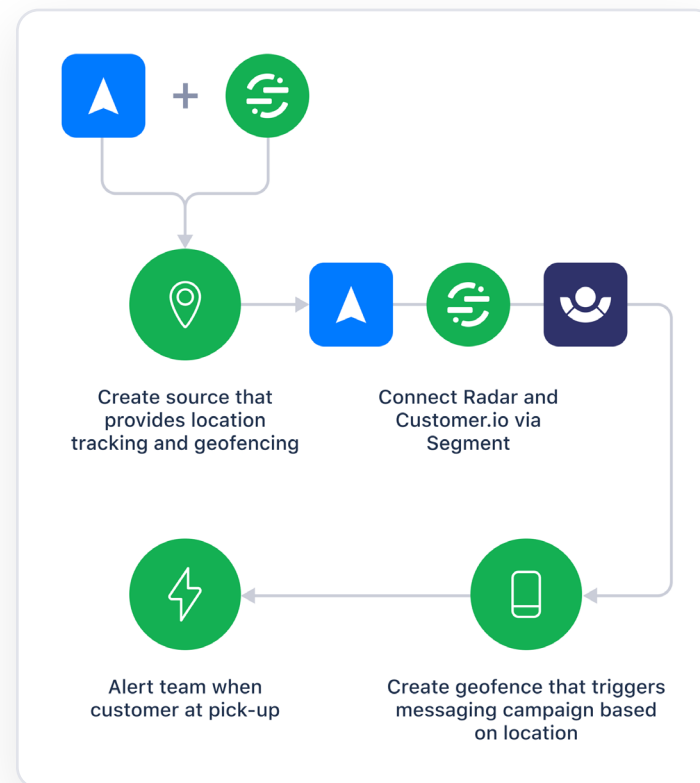 +
Create source that
provides location
tracking and geofencing
Connect Radar and
Customer.io via
Segment
Alert team when
customer at pick-up
Create geofence that triggers
messaging campaign based
on location